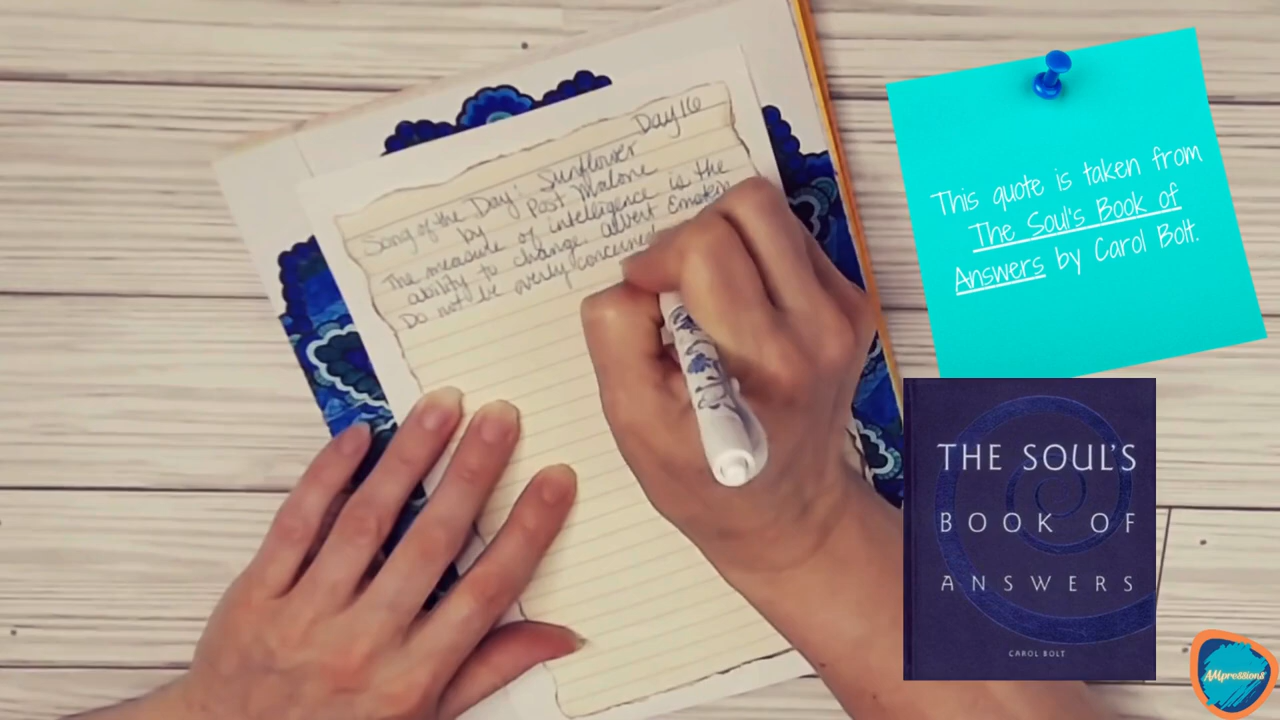 Day 16
Song of the Day: Sunflower
by Post Malone
The measure of intelligence is the
ability to change. Albert Einstein
Do not be overly concerned
This quote is taken from
The Soul's Book of
Answers by Carol Bolt.
THE SOUL'S
BOOK OF
ANSWERS
CAROL BOLT
AMpressions